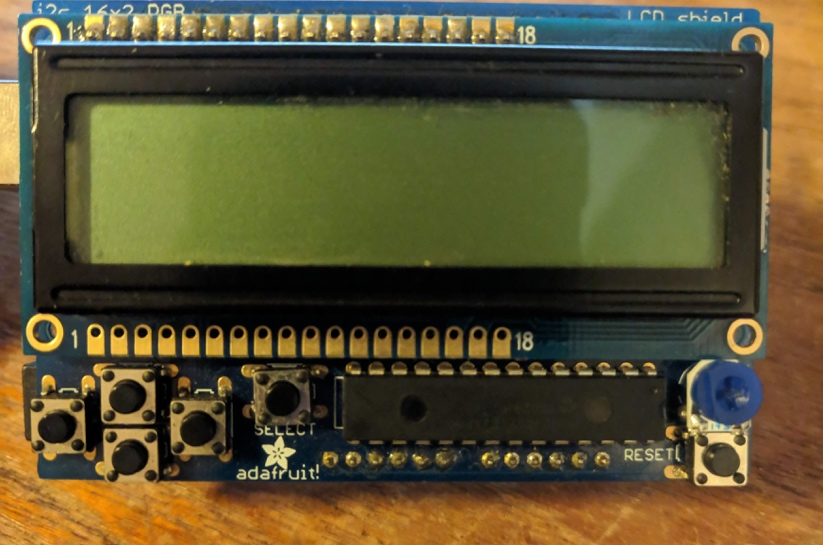 i2c 16x2 RGB LCD shield
1 18
1 18
SELECT
adafruit!
RESET